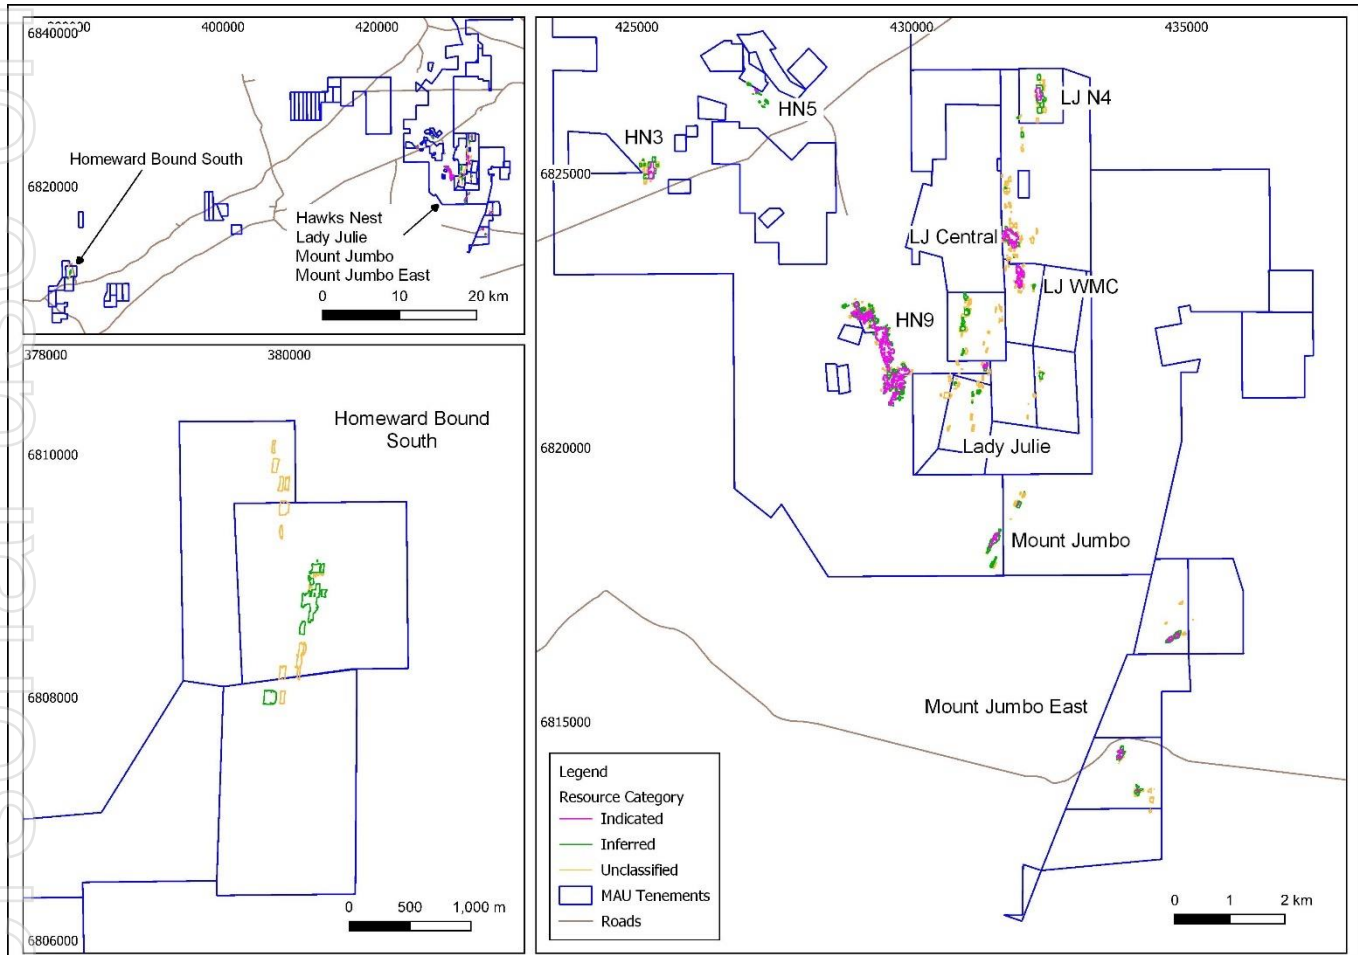 400000
420000
6840000
6820000
Homeward Bound South
Hawks Nest
Lady Julie
Mount Jumbo
Mount Jumbo East
0 10 20 km
378000
380000
Homeward Bound
South
6810000
6808000
6806000
0 500 1,000 m
425000
430000
435000
HN5
LJ N4
HN3
6825000
LJ Central
LJ WMC
HN9
6820000
Lady Julie
Mount Jumbo
Mount Jumbo East
6815000
Legend
Resource Category
Indicated
Inferred
Unclassified
MAU Tenements
Roads
0 1 2 km